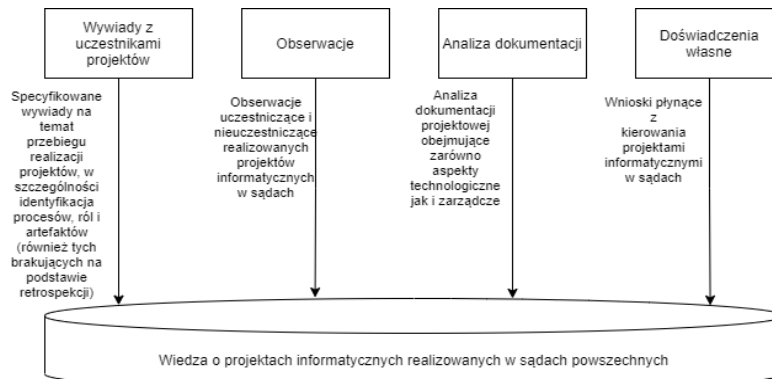 Wywiady z
uczestnikami
projektów
Obserwacje
Analiza dokumentacji
Doświadczenia
własne
Specyfikowane
wywiady na
temat
przebiegu
realizacji
projektów, w
szczególności
identyfikacja
procesów, ról i
artefaktów
(również tych
brakujących na
podstawie
retrospekcji)
Obserwacje
uczestniczące i
nieuczestniczące
realizowanych
projektów
informatycznych
w sądach
Analiza
dokumentacji
projektowej
obejmujące
zarówno
aspekty
technologiczne
jak i zarządcze
Wnioski płynące
z
kierowania
projektami
informatycznymi
w sądach
Wiedza o projektach informatycznych realizowanych w sądach powszechnych